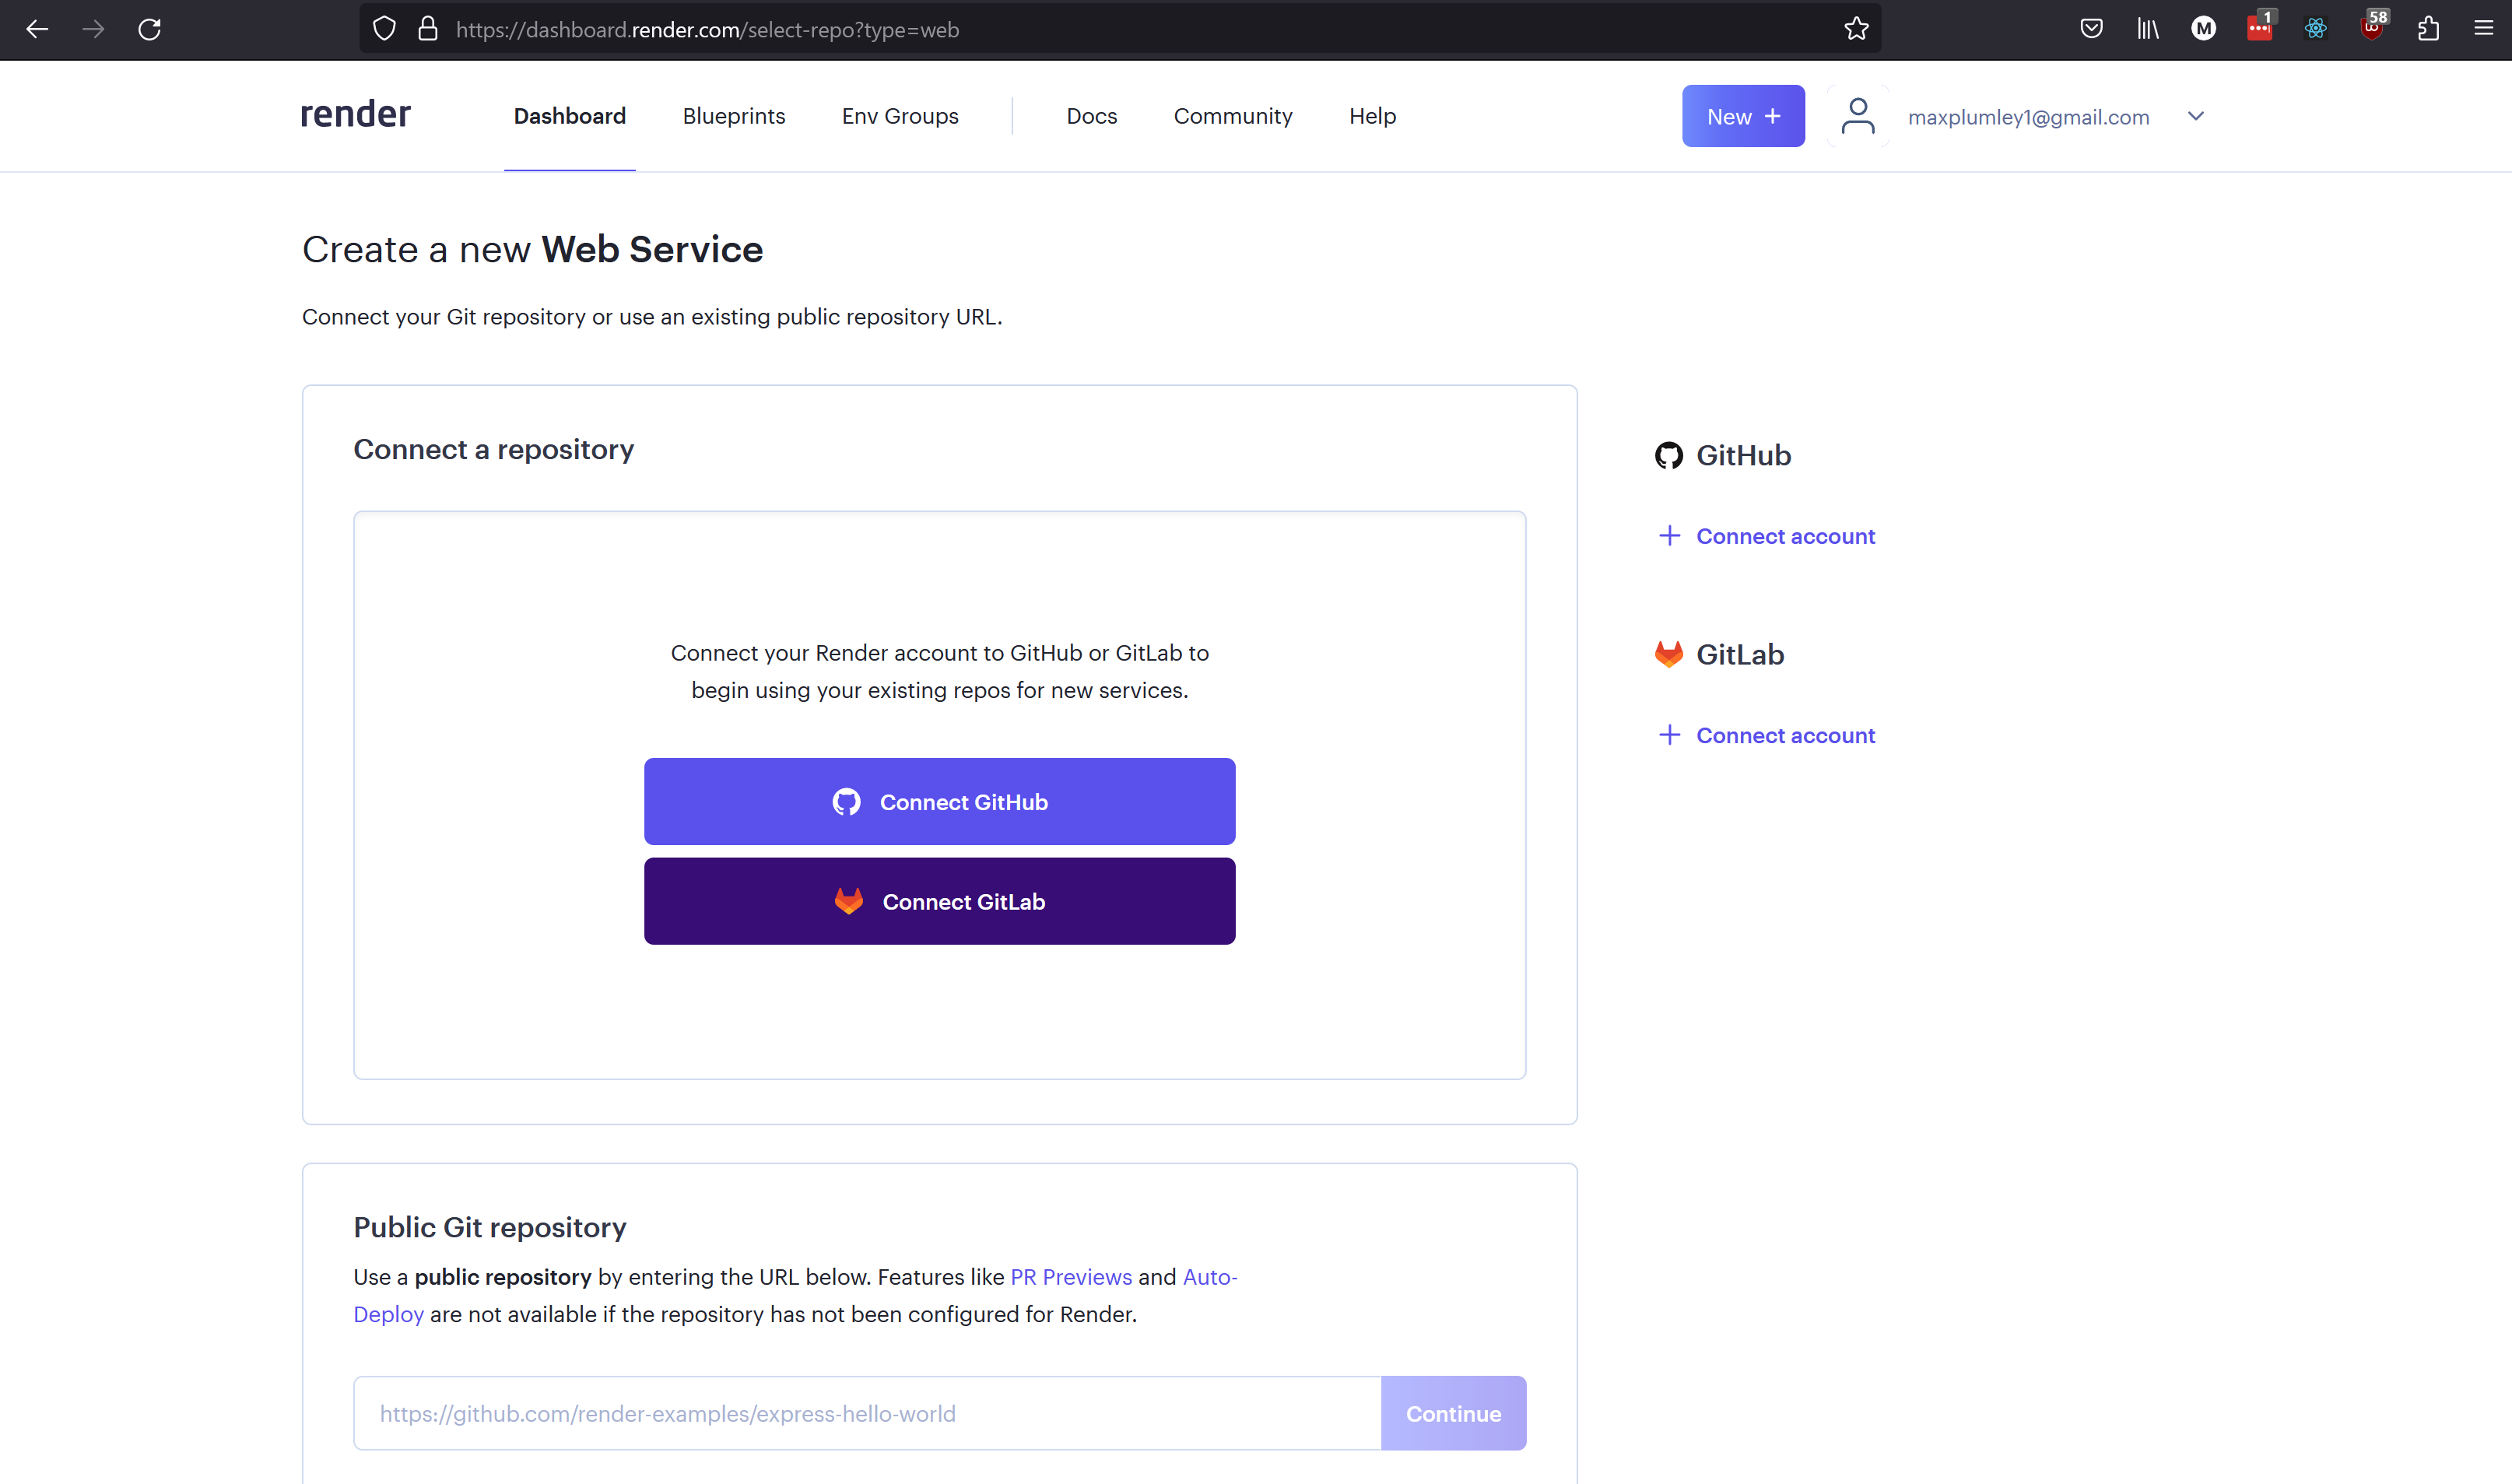 https://dashboard.render.com/select-repo?type=web
M
1
58
render
Dashboard
Blueprints
Env Groups
Docs
Community
Help
New +
maxplumley1@gmail.com
Create a new Web Service
Connect your Git repository or use an existing public repository URL.
Connect a repository
Connect your Render account to GitHub or GitLab to
begin using your existing repos for new services.
Connect GitHub
Connect GitLab
GitHub
+ Connect account
GitLab
+ Connect account
Public Git repository
Use a public repository by entering the URL below. Features like PR Previews and Auto-
Deploy are not available if the repository has not been configured for Render.
https://github.com/render-examples/express-hello-world
Continue